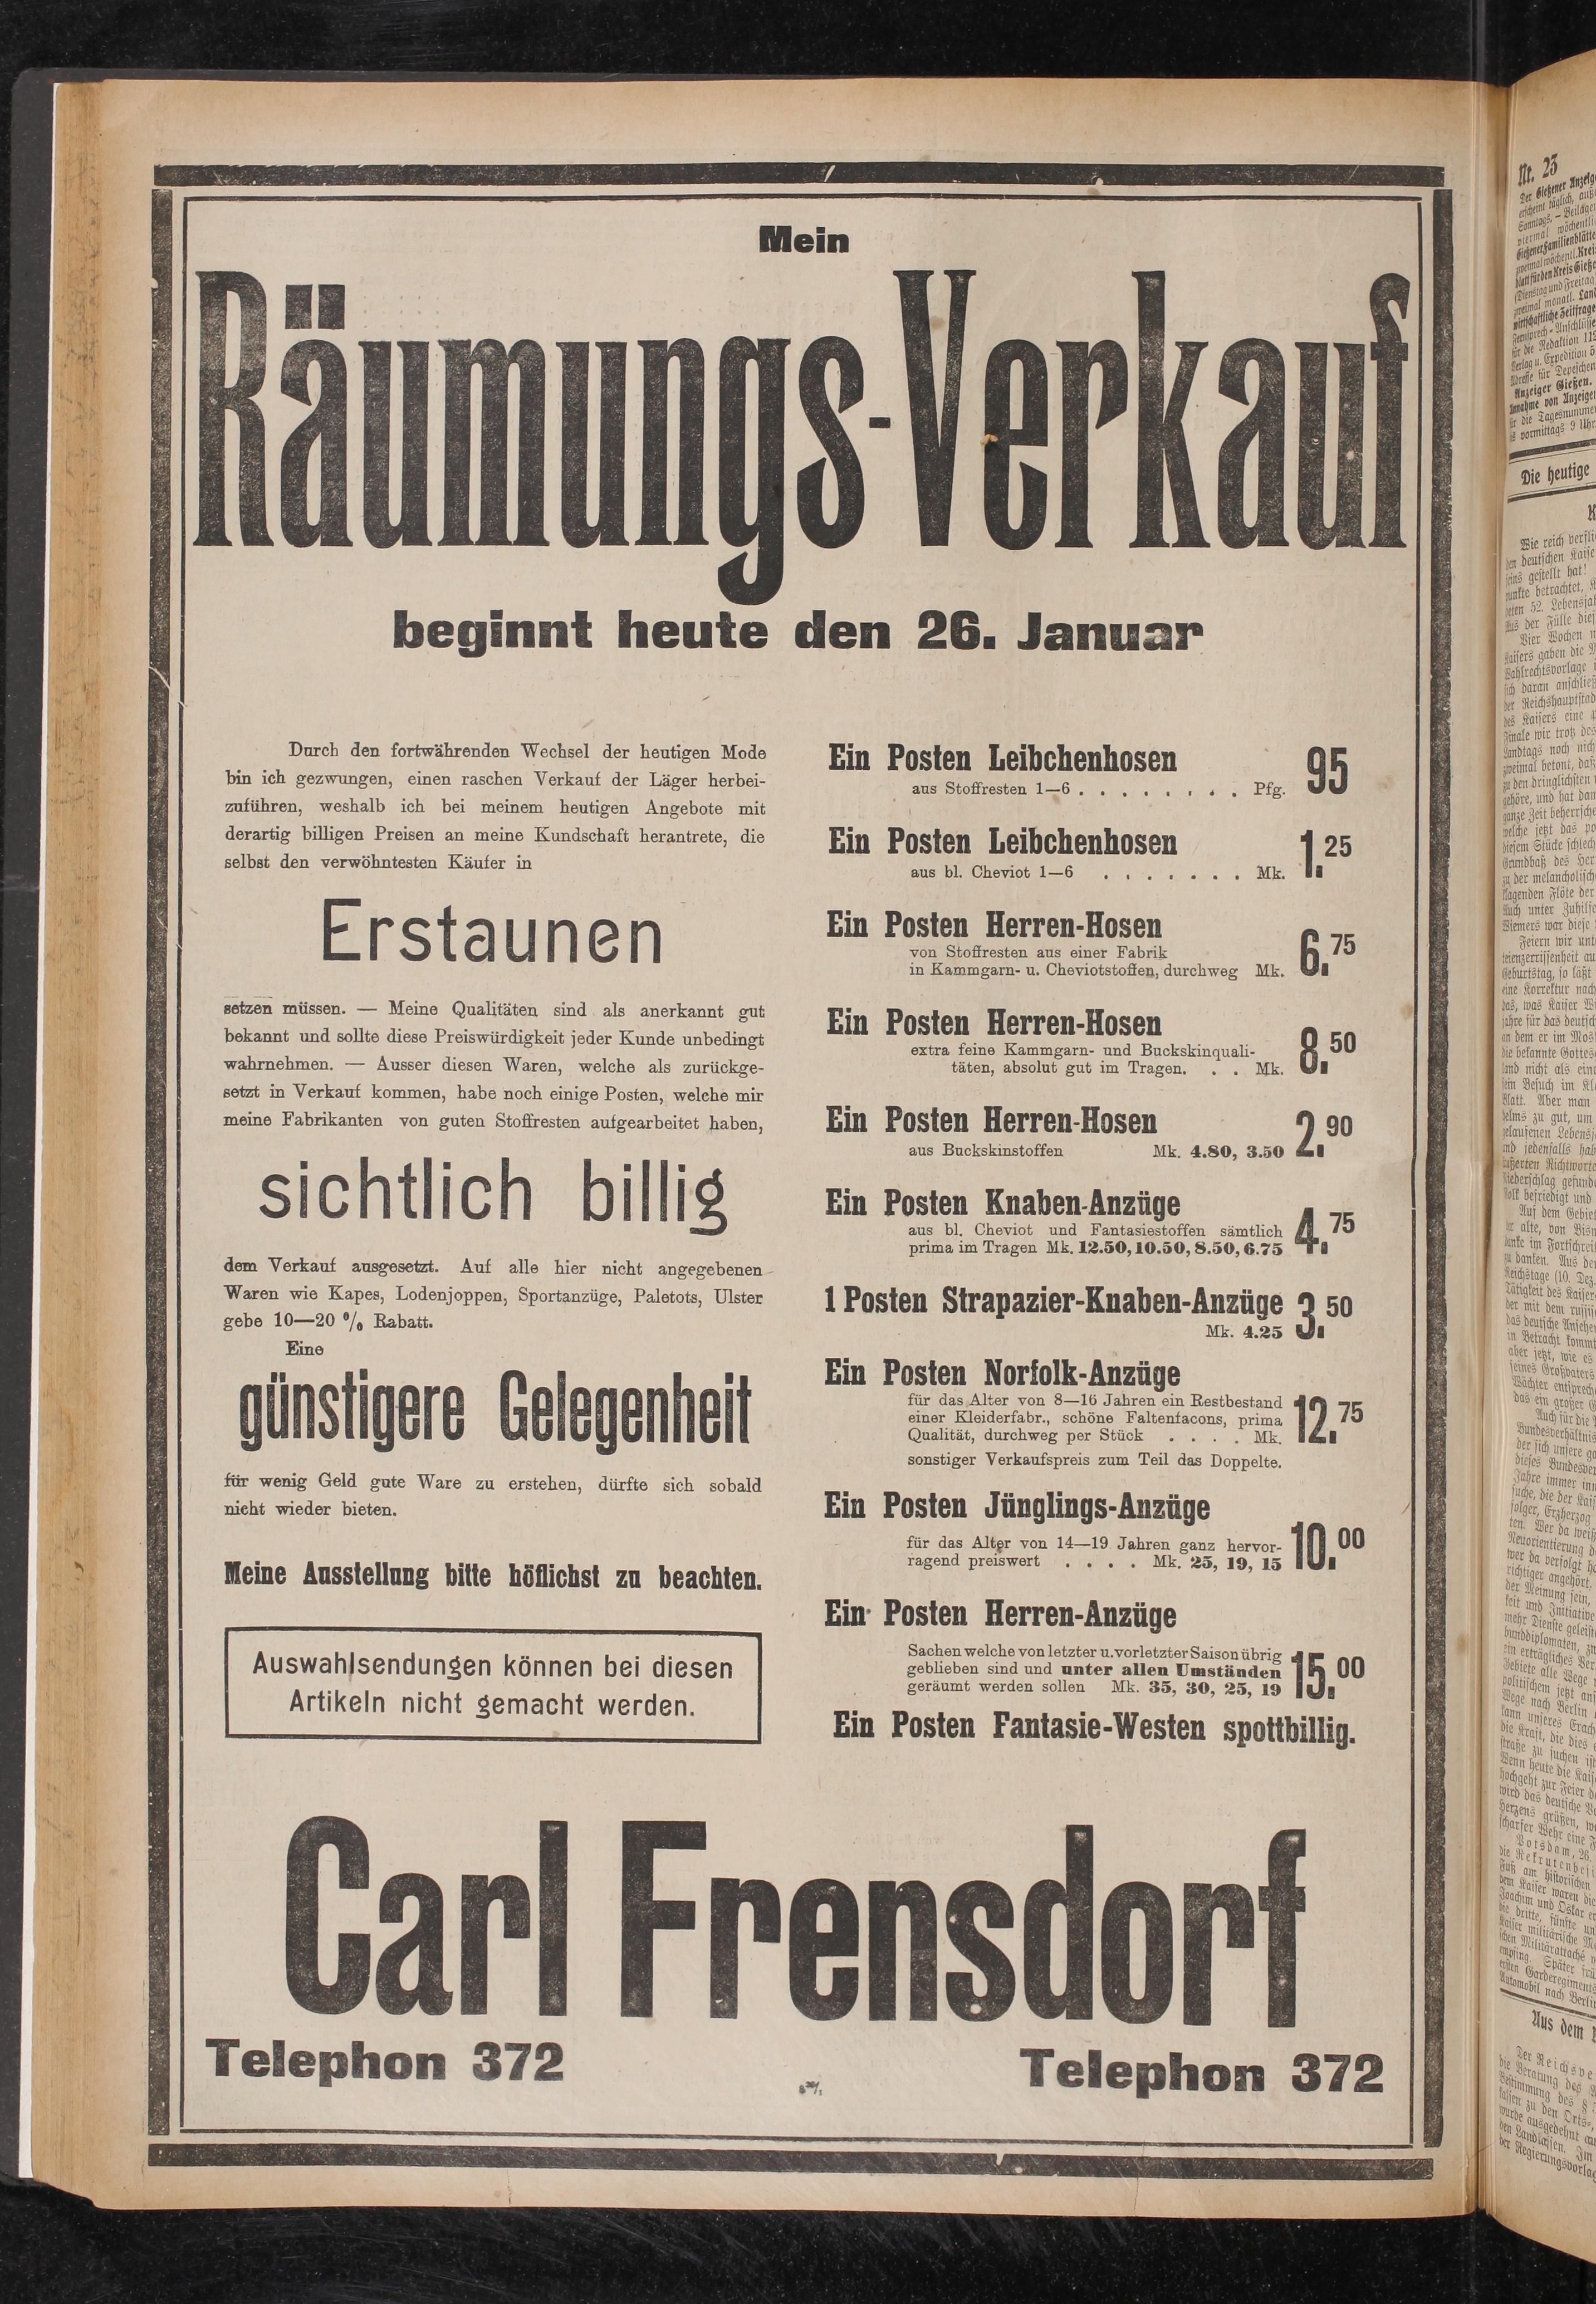 Mein
Räumungs-Verkauf
beginnt heute den 26. Januar
Durch den fortwährenden Wechsel der heutigen Mode
bin ich gezwungen, einen raschen Verkauf der Läger herbei-
zuführen, weshalb ich bei meinem heutigen Angebote mit
derartig billigen Preisen an meine Kundschaft herantrete, die
selbst den verwöhntesten Käufer in
Erstaunen
setzen müssen. — Meine Qualitäten sind als anerkannt gut
bekannt und sollte diese Preiswürdigkeit jeder Kunde unbedingt
wahrnehmen. — Ausser diesen Waren, welche als zurückge-
setzt in Verkauf kommen, habe noch einige Posten, welche mir
meine Fabrikanten von guten Stoffresten aufgearbeitet haben,
sichtlich billig
dem Verkauf ausgesetzt. Auf alle hier nicht angegebenen
Waren wie Kapes, Lodenjoppen, Sportanzüge, Paletots, Ulster
gebe 10—20 % Rabatt.
Eine
günstigere Gelegenheit
für wenig Geld gute Ware zu erstehen, dürfte sich sobald
nicht wieder bieten.
Meine Ausstellung bitte höflichst zu beachten.
Auswahlsendungen können bei diesen
Artikeln nicht gemacht werden.
Ein Posten Leibchenhosen
aus Stoffresten 1—6 . . . . . . . . . Pfg. 95
Ein Posten Leibchenhosen
aus bl. Cheviot 1—6 . . . . . . . Mk. 1.25
Ein Posten Herren-Hosen
von Stoffresten aus einer Fabrik
in Kammgarn- u. Cheviotstoffen, durchweg Mk. 6.75
Ein Posten Herren-Hosen
extra feine Kammgarn- und Buckskinquali-
täten, absolut gut im Tragen. . . Mk. 8.50
Ein Posten Herren-Hosen
aus Buckskinstoffen Mk. 4.80, 3.50 2.90
Ein Posten Knaben-Anzüge
aus bl. Cheviot und Fantasiestoffen sämtlich
prima im Tragen Mk. 12.50, 10.50, 8.50, 6.75 4.75
1 Posten Strapazier-Knaben-Anzüge
Mk. 4.25 3.50
Ein Posten Norfolk-Anzüge
für das Alter von 8—16 Jahren ein Restbestand
einer Kleiderfabr., schöne Faltenfacons, prima
Qualität, durchweg per Stück . . . . Mk. 12.75
sonstiger Verkaufspreis zum Teil das Doppelte.
Ein Posten Jünglings-Anzüge
für das Alter von 14—19 Jahren ganz hervor-
ragend preiswert . . . . Mk. 25, 19, 15 10.00
Ein Posten Herren-Anzüge
Sachen welche von letzter u. vorletzter Saison übrig
geblieben sind und unter allen Umständen
geräumt werden sollen Mk. 35, 30, 25, 19 15.00
Ein Posten Fantasie-Westen spottbillig.
Carl Frensdorf
Telephon 372
Telephon 372
Nr. 23
Die heutige
Aus dem